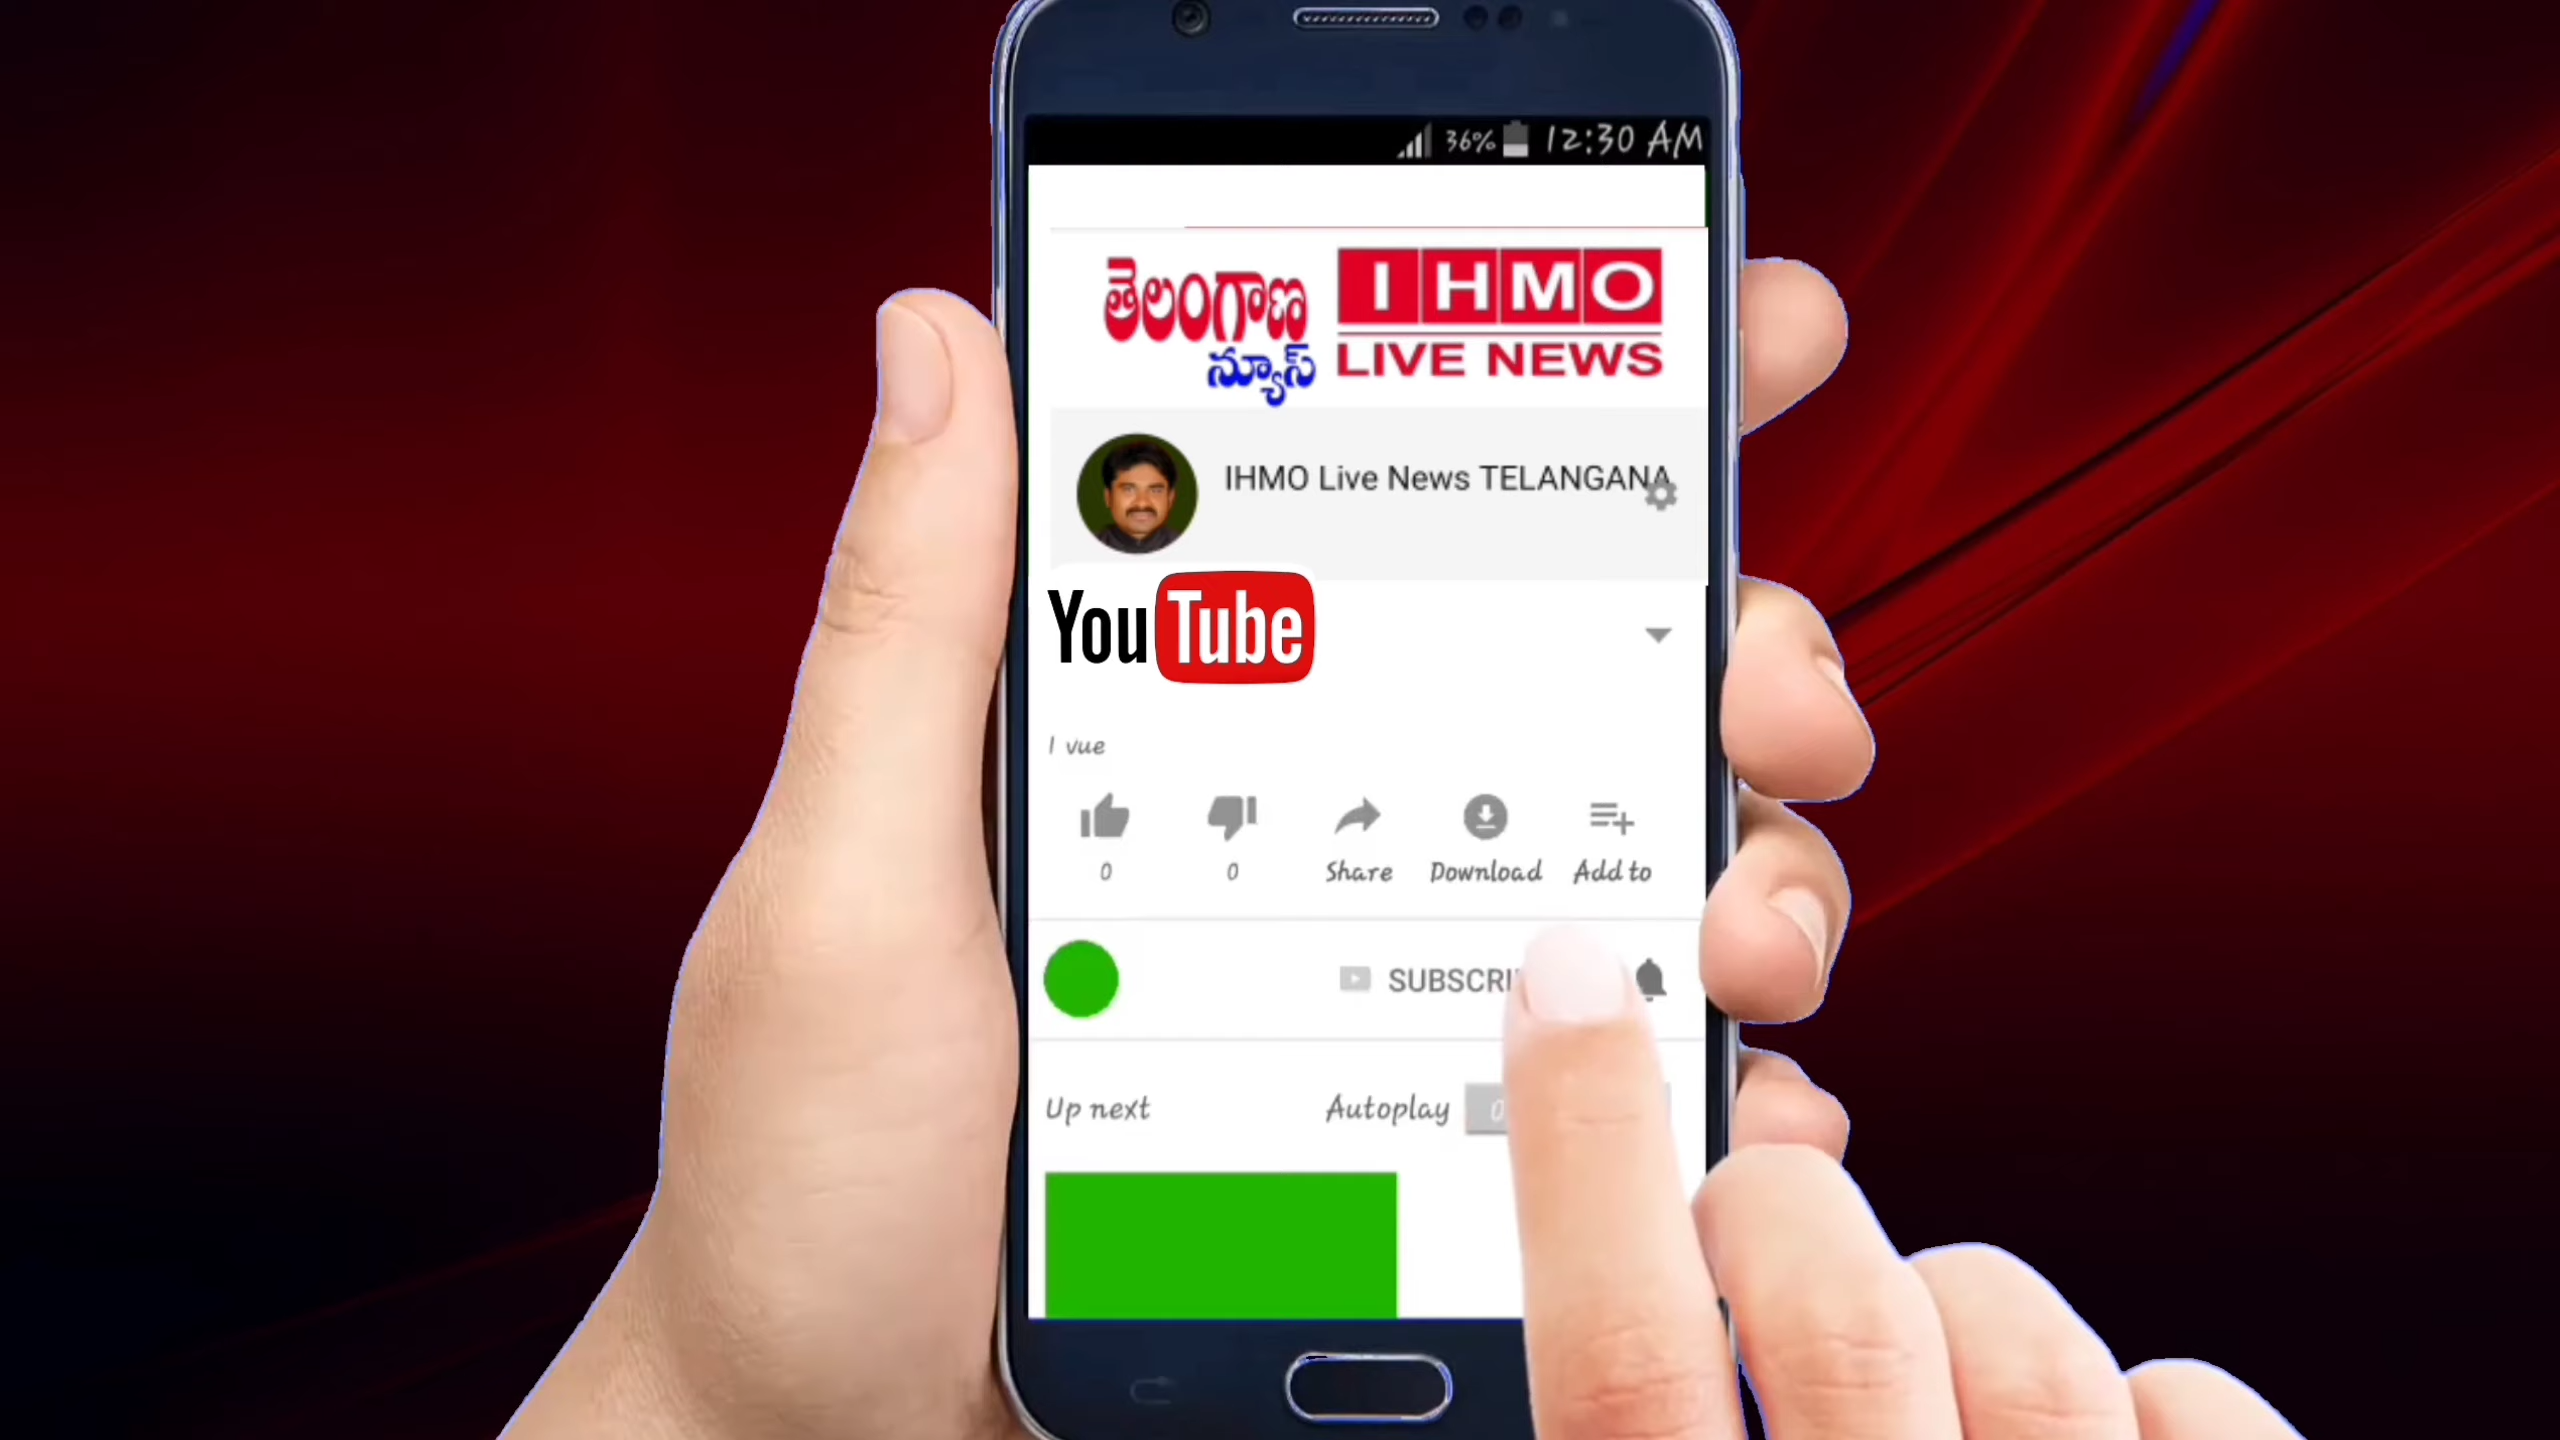 36% 12:30 AM
తెలంగాణ
న్యూస్
IHMO
LIVE NEWS
IHMO Live News TELANGANA
YouTube
1 vue
0 0 Share Download Add to
Up next Autoplay